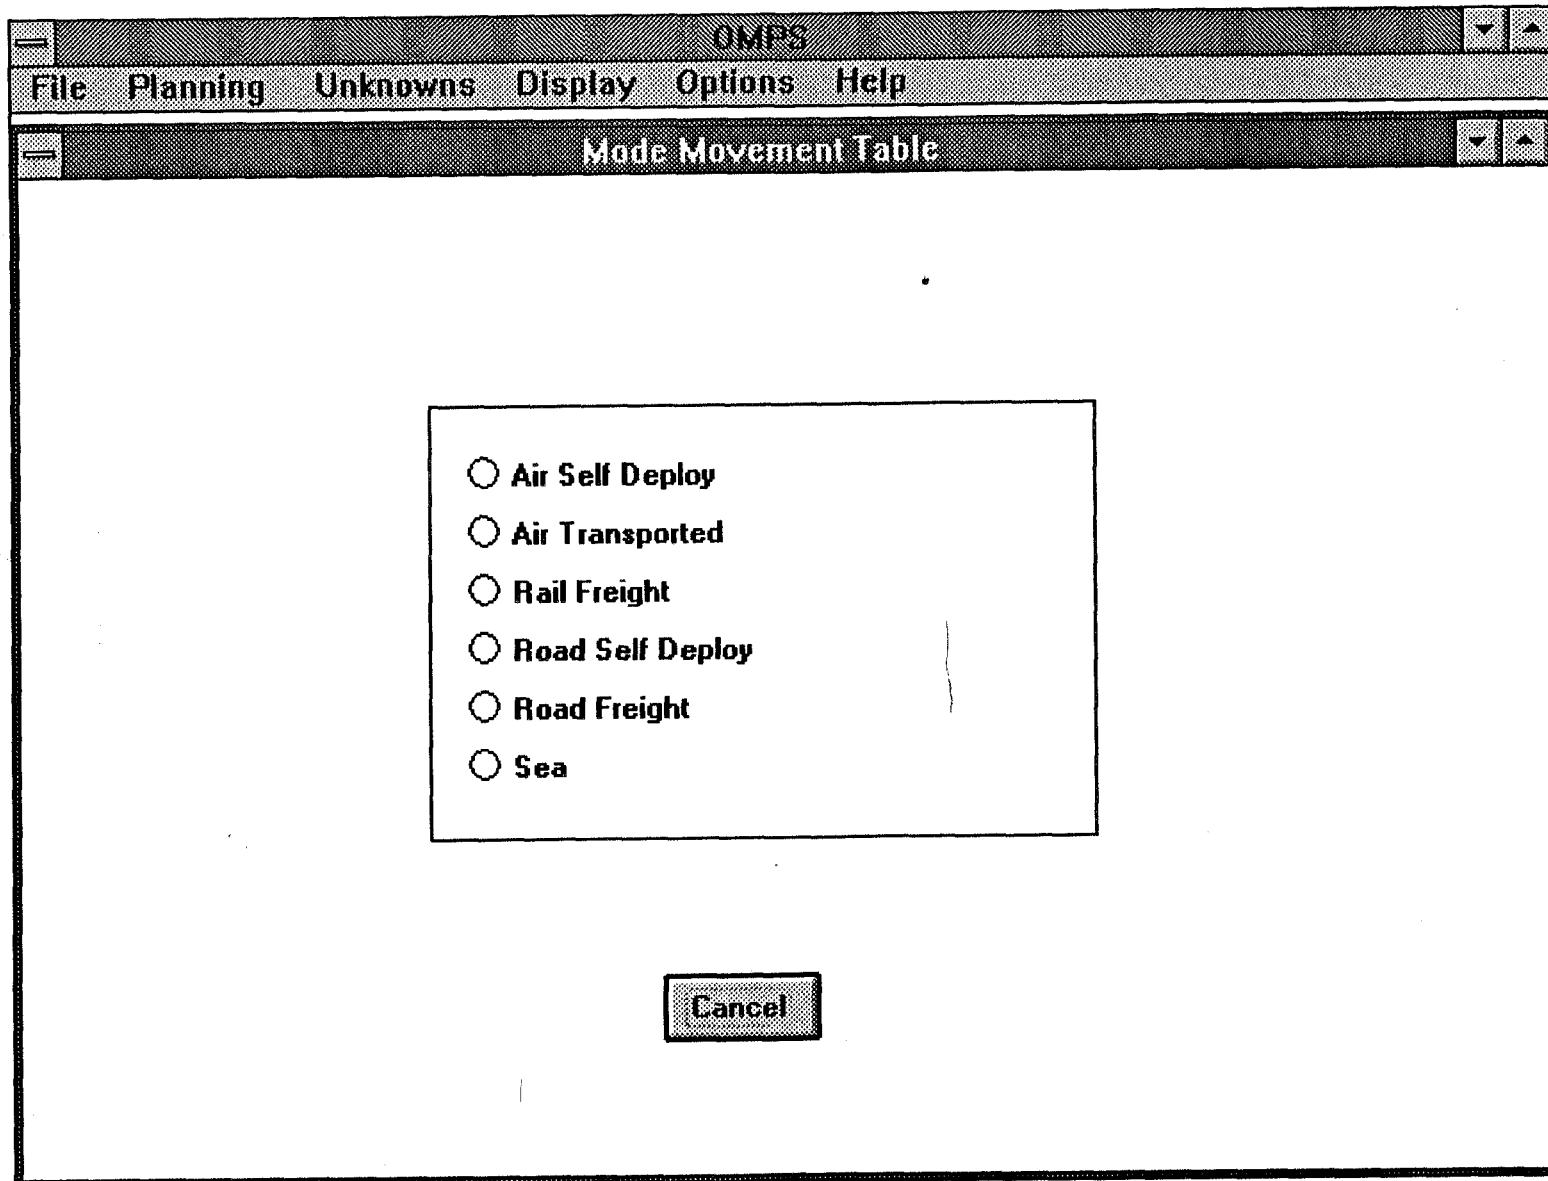 OMPS
File Planning Unknowns Display Options Help
Mode Movement Table
Air Self Deploy
Air Transported
Rail Freight
Road Self Deploy
Road Freight
Sea
Cancel